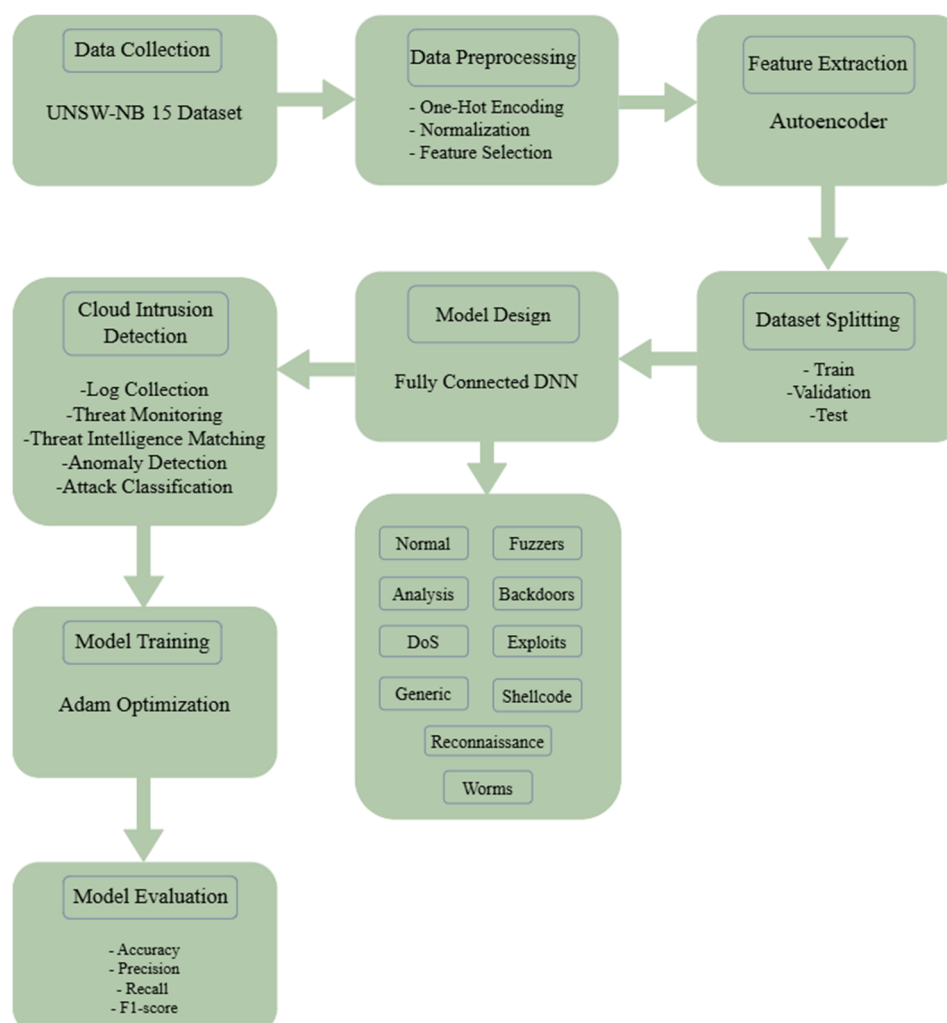 Data Collection
UNSW-NB 15 Dataset
Data Preprocessing
- One-Hot Encoding
- Normalization
- Feature Selection
Feature Extraction
Autoencoder
Dataset Splitting
- Train
-Validation
-Test
Model Design
Fully Connected DNN
Normal
Fuzzers
Analysis
Backdoors
DoS
Exploits
Generic
Shellcode
Reconnaissance
Worms
Cloud Intrusion
Detection
-Log Collection
-Threat Monitoring
-Threat Intelligence Matching
-Anomaly Detection
-Attack Classification
Model Training
Adam Optimization
Model Evaluation
- Accuracy
- Precision
- Recall
- F1-score